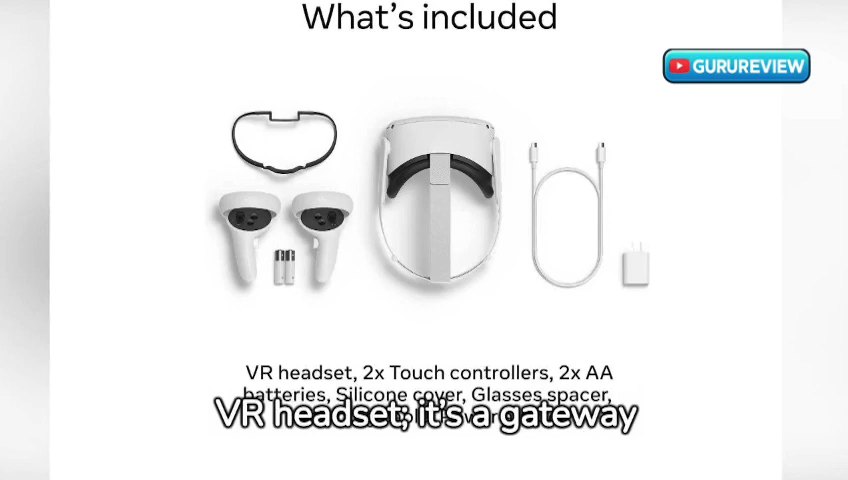 What's included
GURUREVIEW
VR headset, 2x Touch controllers, 2x AA
batteries, Silicone cover, Glasses spacer,
VR headset; it's a gateway